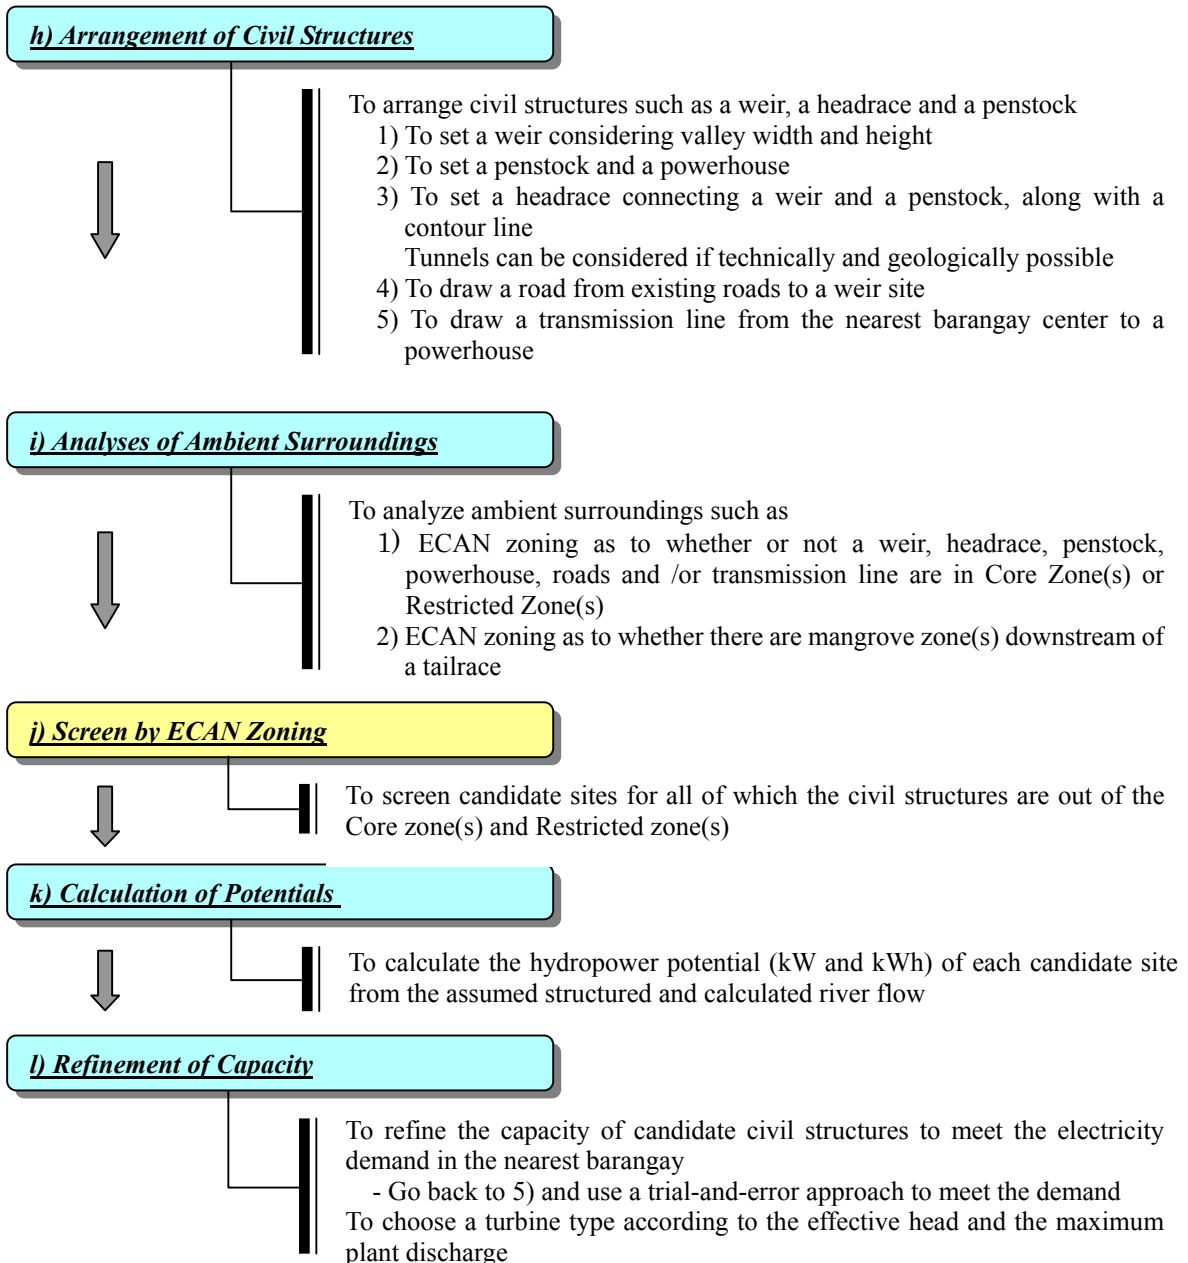 h) Arrangement of Civil Structures
To arrange civil structures such as a weir, a headrace and a penstock
1) To set a weir considering valley width and height
2) To set a penstock and a powerhouse
3) To set a headrace connecting a weir and a penstock, along with a
contour line
Tunnels can be considered if technically and geologically possible
4) To draw a road from existing roads to a weir site
5) To draw a transmission line from the nearest barangay center to a
powerhouse
i) Analyses of Ambient Surroundings
To analyze ambient surroundings such as
1) ECAN zoning as to whether or not a weir, headrace, penstock,
powerhouse, roads and /or transmission line are in Core Zone(s) or
Restricted Zone(s)
2) ECAN zoning as to whether there are mangrove zone(s) downstream of
a tailrace
j) Screen by ECAN Zoning
To screen candidate sites for all of which the civil structures are out of the
Core zone(s) and Restricted zone(s)
k) Calculation of Potentials
To calculate the hydropower potential (kW and kWh) of each candidate site
from the assumed structured and calculated river flow
l) Refinement of Capacity
To refine the capacity of candidate civil structures to meet the electricity
demand in the nearest barangay
- Go back to 5) and use a trial-and-error approach to meet the demand
To choose a turbine type according to the effective head and the maximum
plant discharge